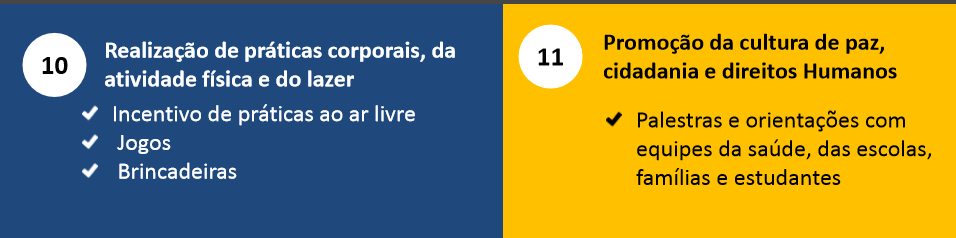 10
Realização de práticas corporais, da
atividade física e do lazer
Incentivo de práticas ao ar livre
Jogos
Brincadeiras
11
Promoção da cultura de paz,
cidadania e direitos Humanos
Palestras e orientações com
equipes da saúde, das escolas,
famílias e estudantes